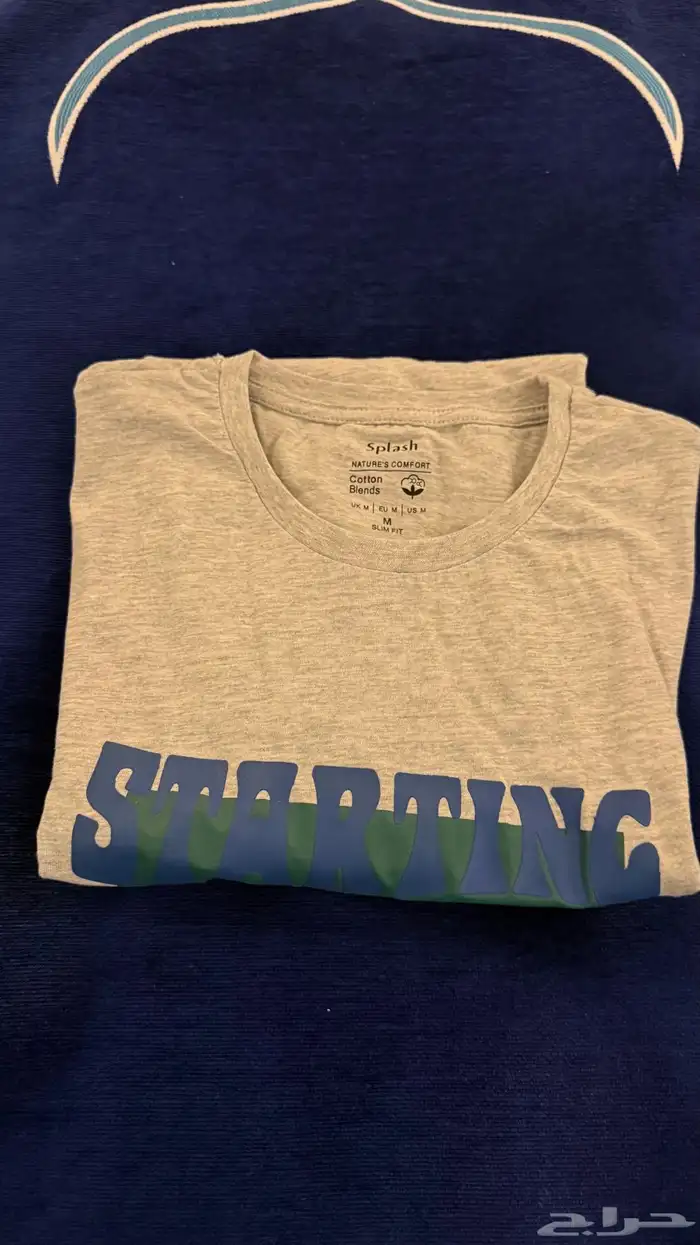 Splash
NATURE'S COMFORT
Cotton
Blends
UK M | EU M | US M
M
SLIM FIT
STARTING
حراج